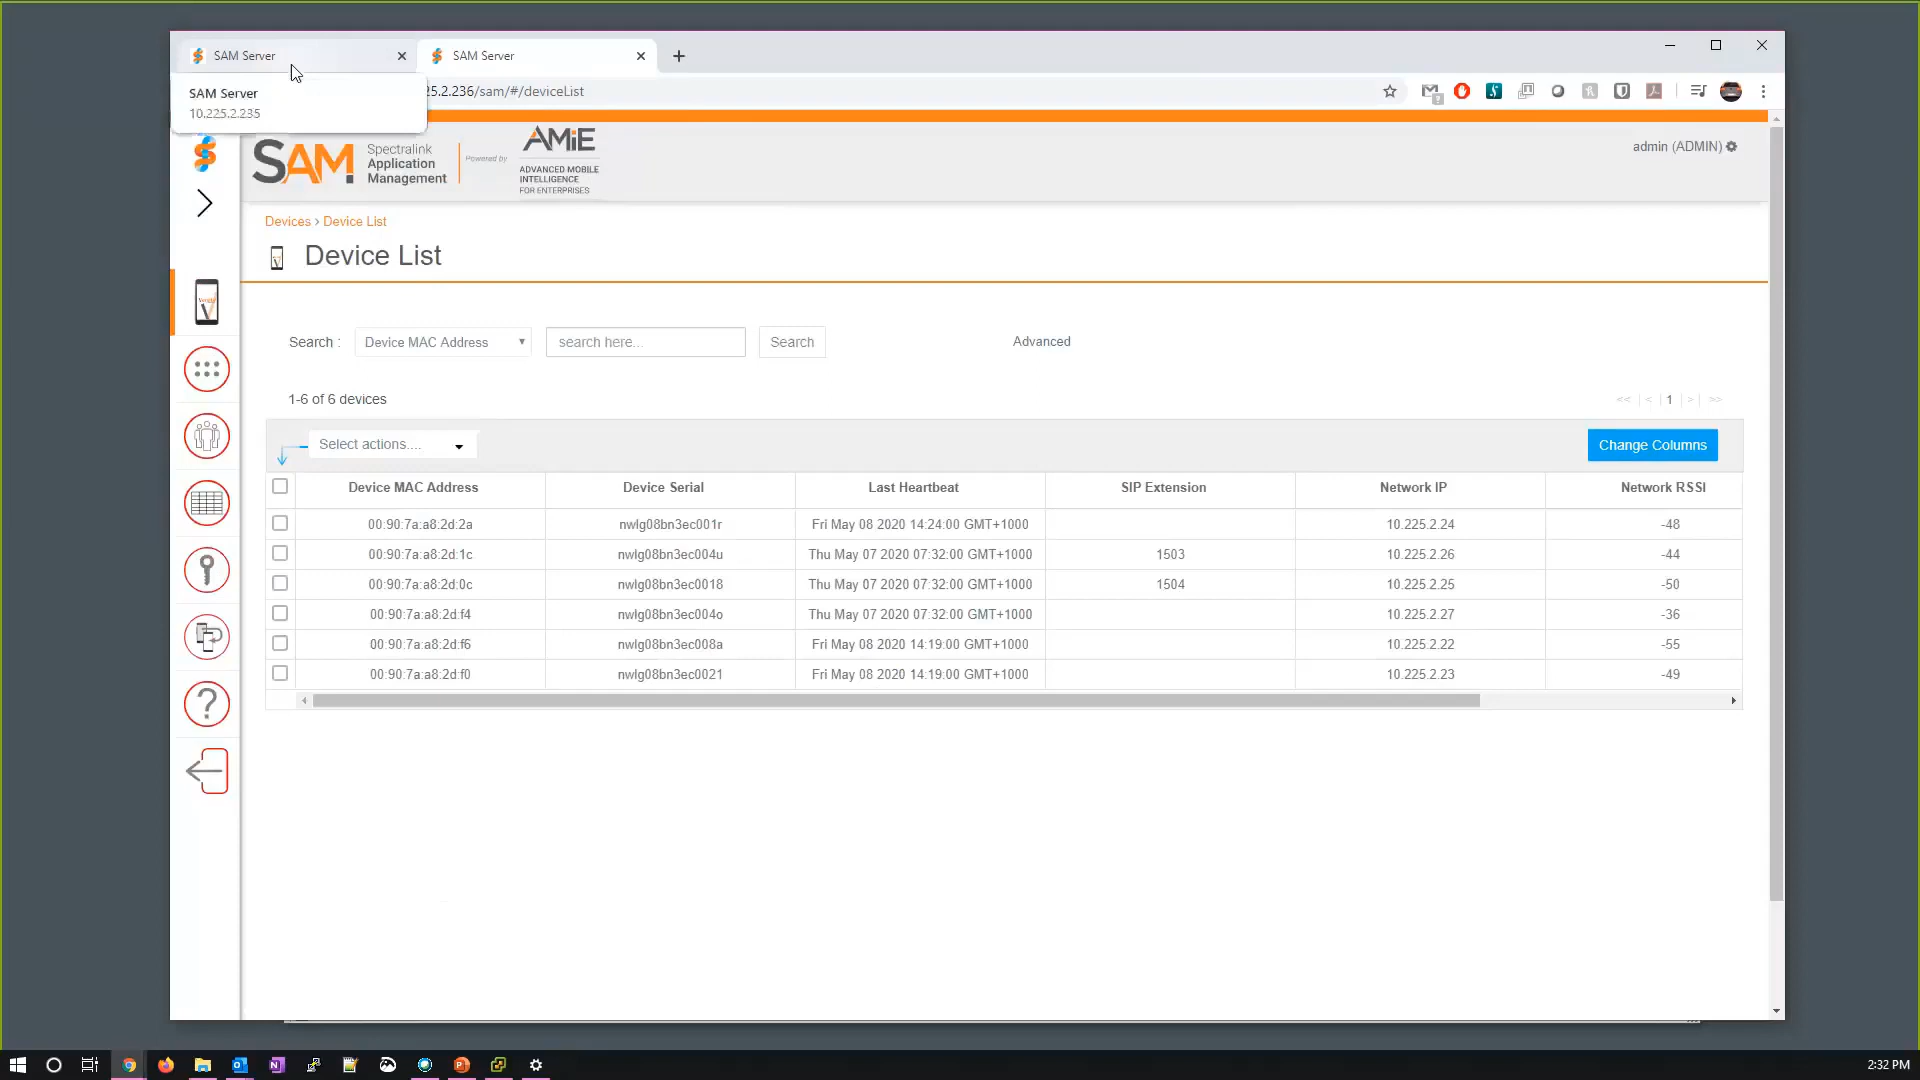 SAM Server
SAM Server
SAM Server
10.225.2.235
25.2.236/sam/#/deviceList
SAM
Spectralink
Application
Management
Powered by
AMiE
ADVANCED MOBILE
INTELLIGENCE
FOR ENTERPRISES
admin (ADMIN)
Devices › Device List
Device List
Search :
Device MAC Address
search here...
Search
Advanced
1-6 of 6 devices
<< | < | 1 | > | >>
Select actions....
Change Columns
Device MAC Address Device Serial Last Heartbeat SIP Extension Network IP Network RSSI
00:90:7a:a8:2d:2a nwlg08bn3ec001r Fri May 08 2020 14:24:00 GMT+1000 10.225.2.24 -48
00:90:7a:a8:2d:1c nwlg08bn3ec004u Thu May 07 2020 07:32:00 GMT+1000 1503 10.225.2.26 -44
00:90:7a:a8:2d:0c nwlg08bn3ec0018 Thu May 07 2020 07:32:00 GMT+1000 1504 10.225.2.25 -50
00:90:7a:a8:2d:f4 nwlg08bn3ec004o Thu May 07 2020 07:32:00 GMT+1000 10.225.2.27 -36
00:90:7a:a8:2d:f6 nwlg08bn3ec008a Fri May 08 2020 14:19:00 GMT+1000 10.225.2.22 -55
00:90:7a:a8:2d:f0 nwlg08bn3ec0021 Fri May 08 2020 14:19:00 GMT+1000 10.225.2.23 -49
2:32 PM